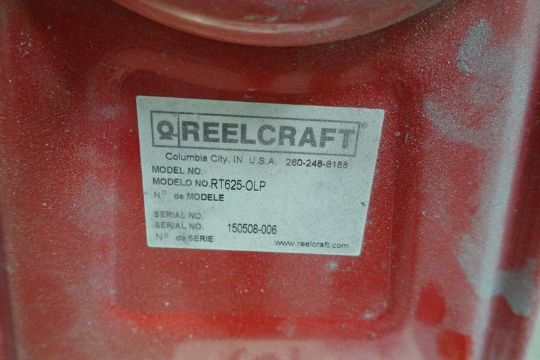 REELCRAFT
Columbia City, IN U.S.A. 260-248-8188
MODEL NO.
MODELO NO. RT625-OLP
N.º de MODELE
SERIAL NO.
SERIAL NO. 150508-006
Nº de SERIE
www.reelcraft.com